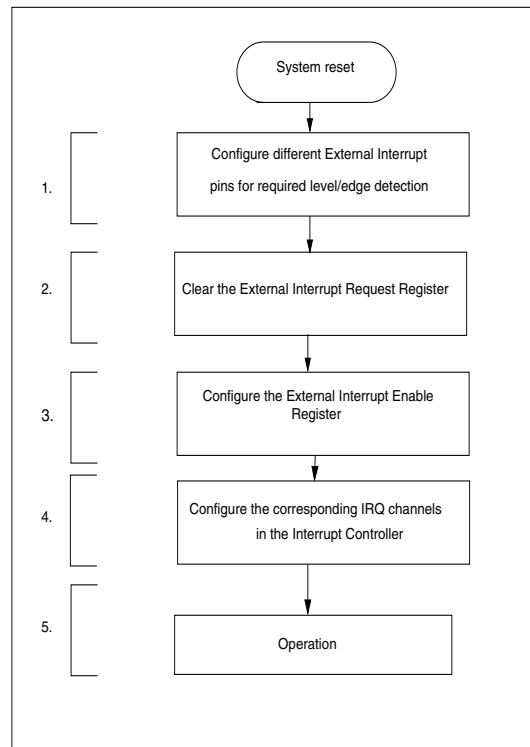 System reset
1.
Configure different External Interrupt
pins for required level/edge detection
2.
Clear the External Interrupt Request Register
3.
Configure the External Interrupt Enable
Register
4.
Configure the corresponding IRQ channels
in the Interrupt Controller
5.
Operation